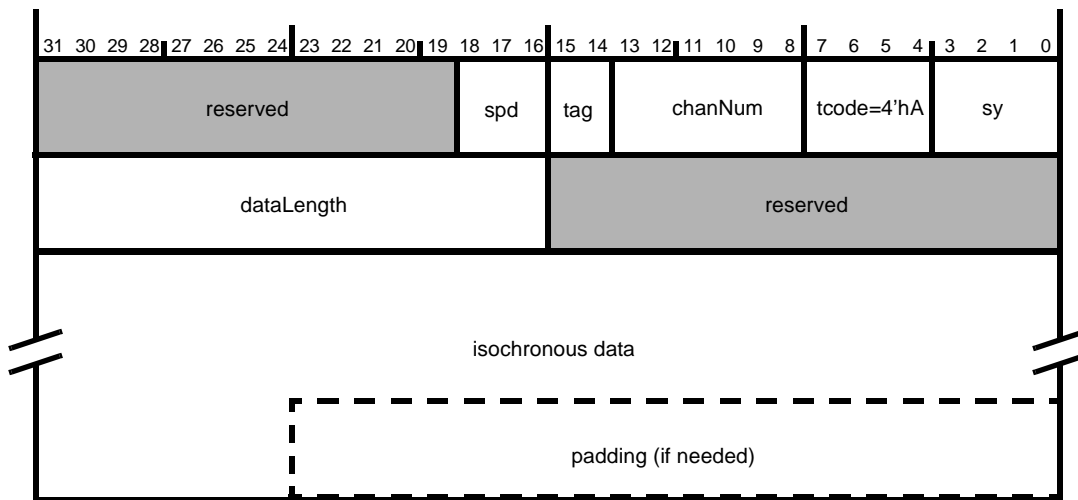 31 30 29 28 27 26 25 24 23 22 21 20 19 18 17 16 15 14 13 12 11 10 9 8 7 6 5 4 3 2 1 0
reserved spd tag chanNum tcode=4'hA sy
dataLength reserved
isochronous data
padding (if needed)